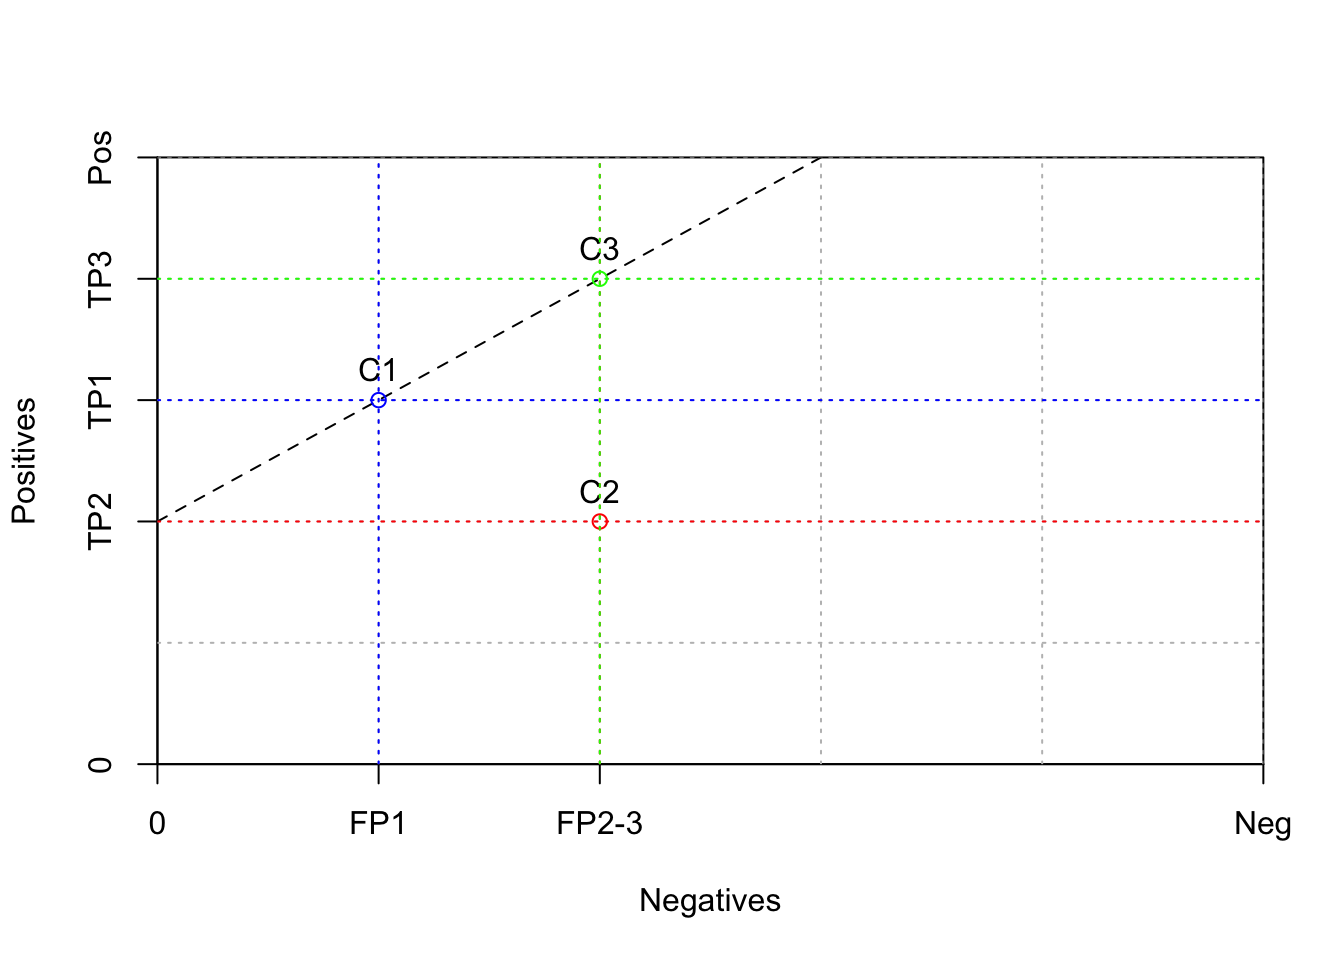 Pos
TP3
TP1
TP2
0
Positives
C3
C1
C2
0
FP1
FP2-3
Neg
Negatives